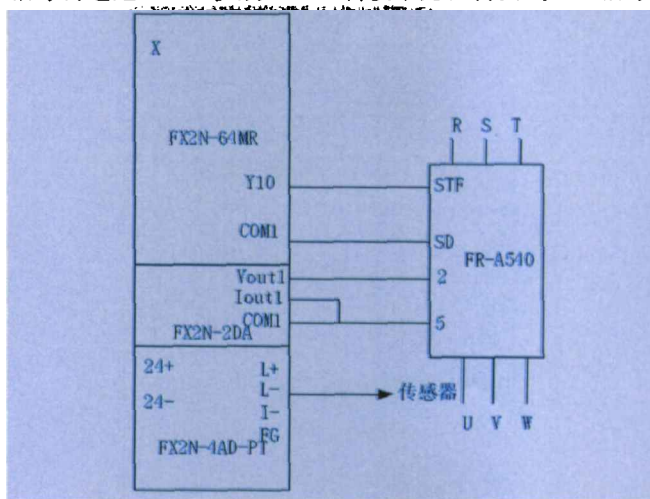 X
FX2N-64MR
Y10
COM1
Vout1
Iout1
COM1
FX2N-2DA
24+
24-
L+
L-
I-
FG
FX2N-4AD-PT
R S T
STF
SD
FR-A540
2
5
传感器
U V W